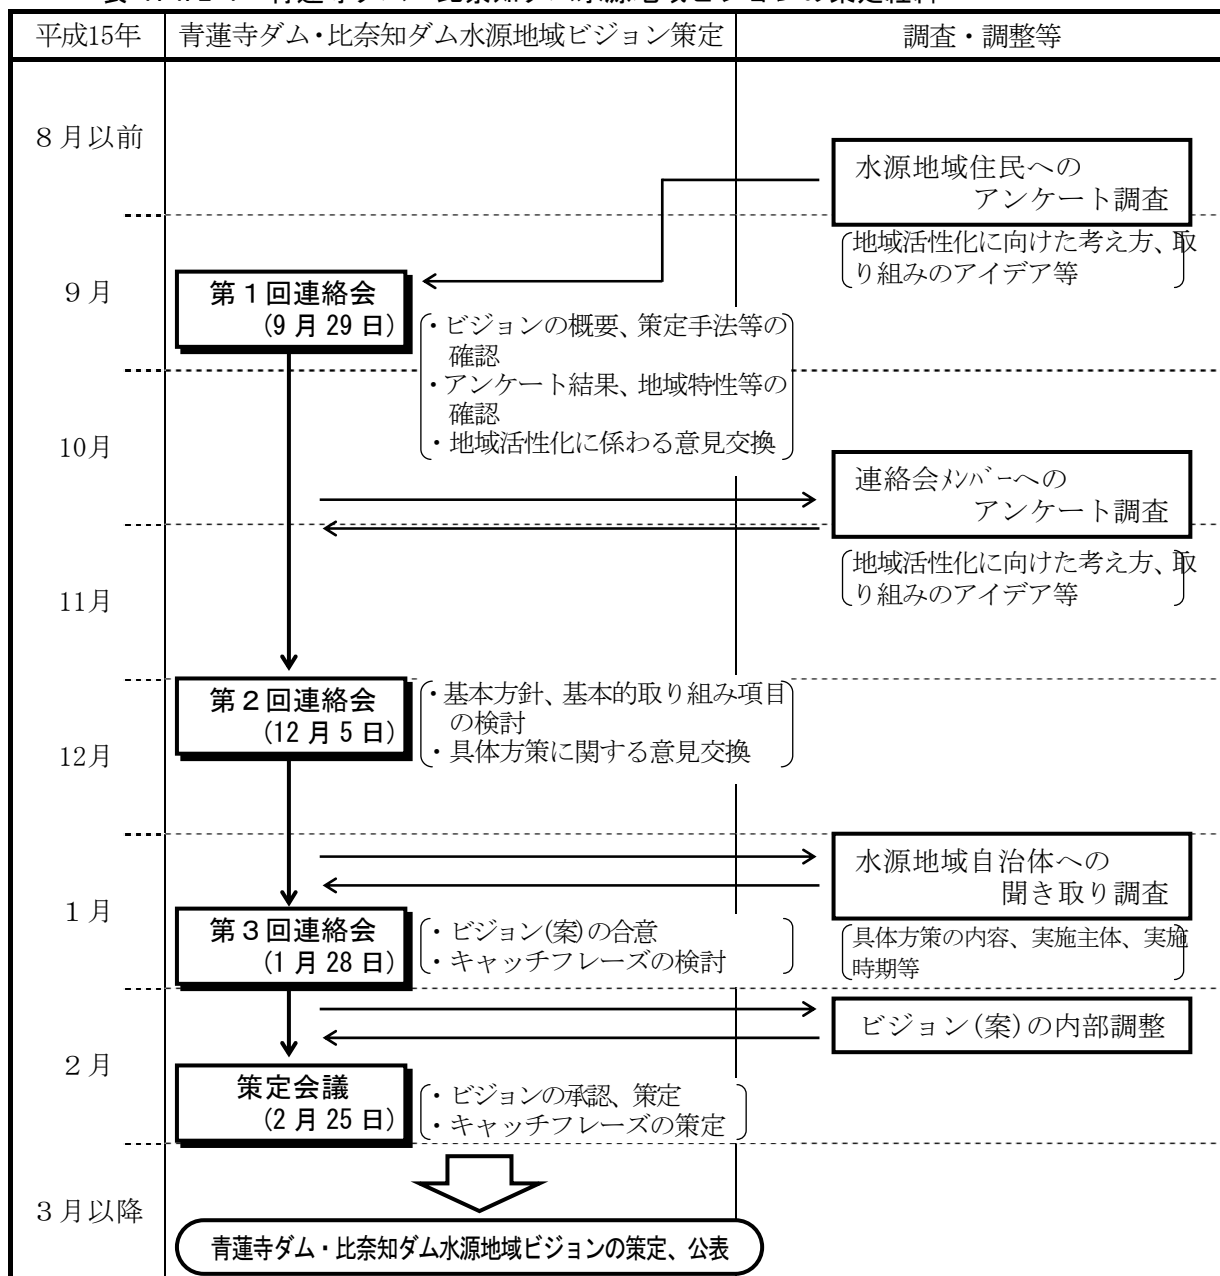 平成15年
青蓮寺ダム・比奈知ダム水源地域ビジョン策定
調査・調整等
８月以前
水源地域住民への
アンケート調査
地域活性化に向けた考え方、取
り組みのアイデア等
９月
第１回連絡会
(9 月 29 日)
・ビジョンの概要、策定手法等の
確認
・アンケート結果、地域特性等の
確認
・地域活性化に係わる意見交換
10月
連絡会ﾒﾝﾊﾞｰへの
アンケート調査
地域活性化に向けた考え方、取
り組みのアイデア等
11月
第２回連絡会
(12 月 5 日)
・基本方針、基本的取り組み項目
の検討
・具体方策に関する意見交換
12月
水源地域自治体への
聞き取り調査
具体方策の内容、実施主体、実施
時期等
１月
第３回連絡会
(1 月 28 日)
・ビジョン(案)の合意
・キャッチフレーズの検討
ビジョン(案)の内部調整
２月
策定会議
(2 月 25 日)
・ビジョンの承認、策定
・キャッチフレーズの策定
３月以降
青蓮寺ダム・比奈知ダム水源地域ビジョンの策定、公表